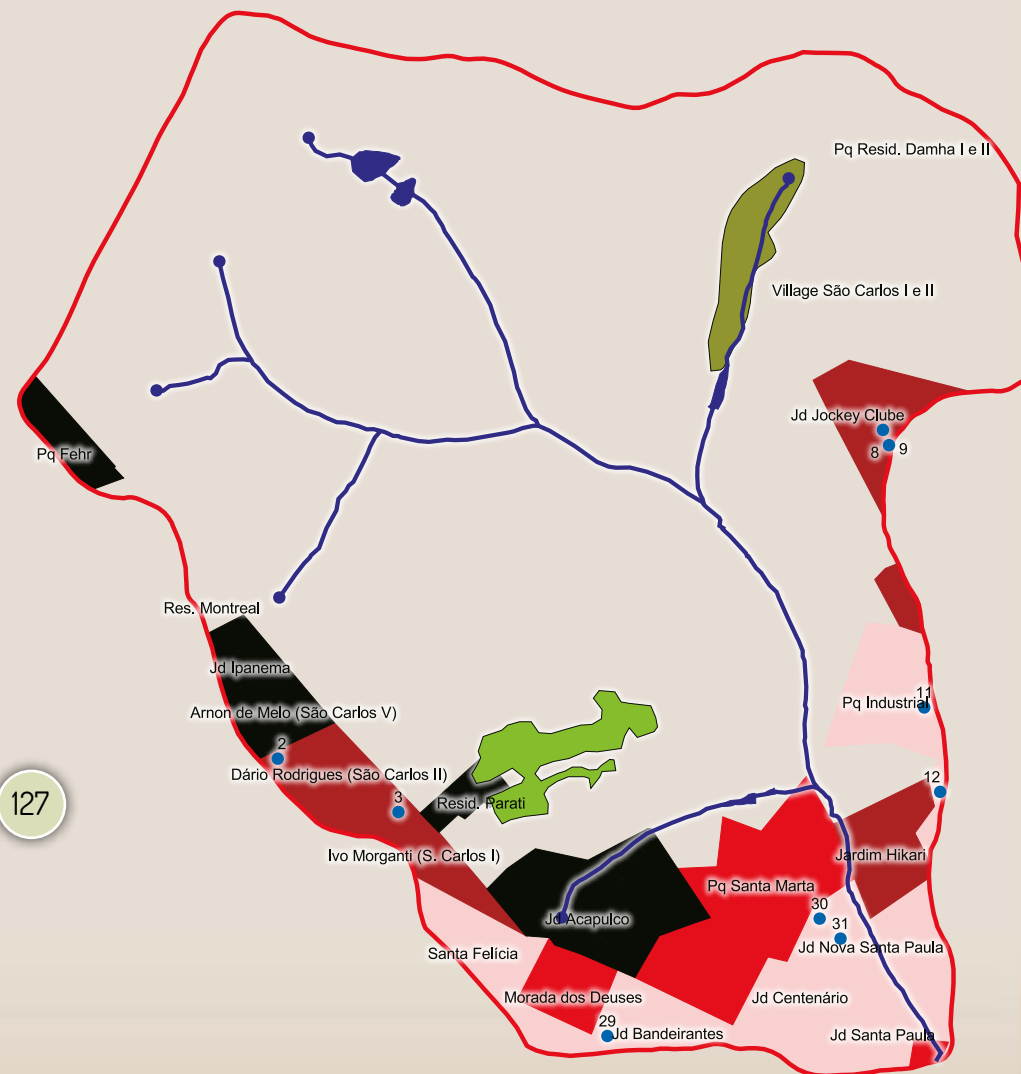 Pq Resid. Damha I e II
Village São Carlos I e II
Jd Jockey Clube
8
9
Pq Fehr
Res. Montreal
Jd Ipanema
Arnon de Melo (São Carlos V)
11
Pq Industrial
2
Dário Rodrigues (São Carlos II)
12
127
3
Resid. Parati
Ivo Morganti (S. Carlos I)
Jardim Hikari
Pq Santa Marta
30
Jd Acapulco
31
Jd Nova Santa Paula
Santa Felícia
Morada dos Deuses
Jd Centenário
29
Jd Bandeirantes
Jd Santa Paula